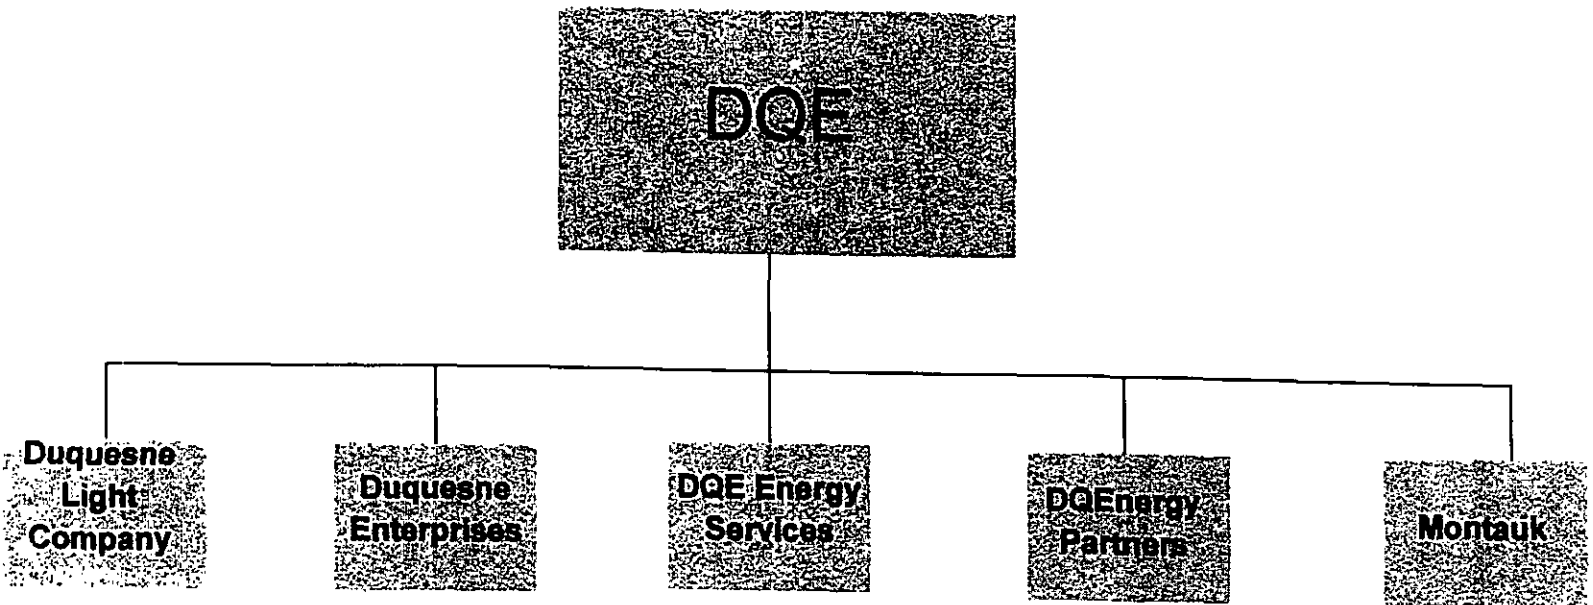 DQE
Duquesne
Light
Company
Duquesne
Enterprises
DQE Energy
Services
DQEnergy
Partners
Montauk